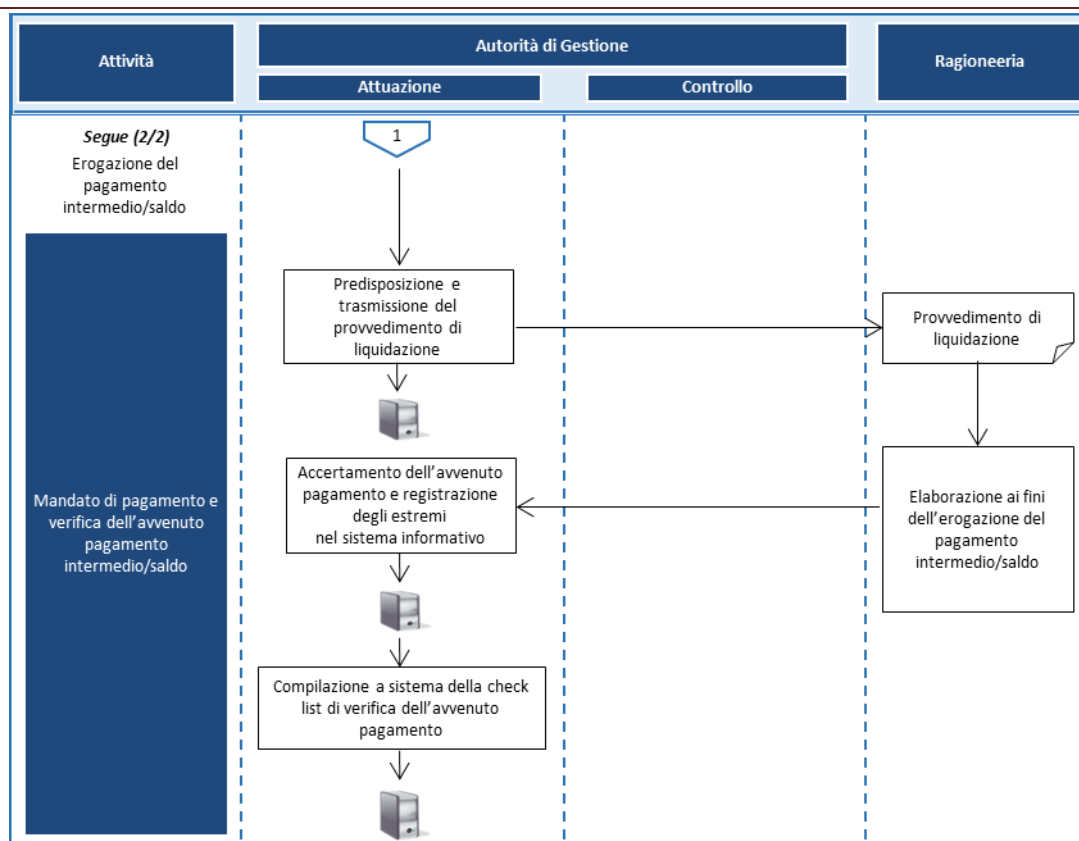 Attività
Autorità di Gestione
Attuazione
Controllo
Ragioneeria
Segue (2/2)
Erogazione del
pagamento
intermedio/saldo
1
Predisposizione e
trasmissione del
provvedimento di
liquidazione
Provvedimento di
liquidazione
Mandato di pagamento e
verifica dell'avvenuto
pagamento
intermedio/saldo
Accertamento dell'avvenuto
pagamento e registrazione
degli estremi
nel sistema informativo
Elaborazione ai fini
dell'erogazione del
pagamento
intermedio/saldo
Compilazione a sistema della check
list di verifica dell'avvenuto
pagamento